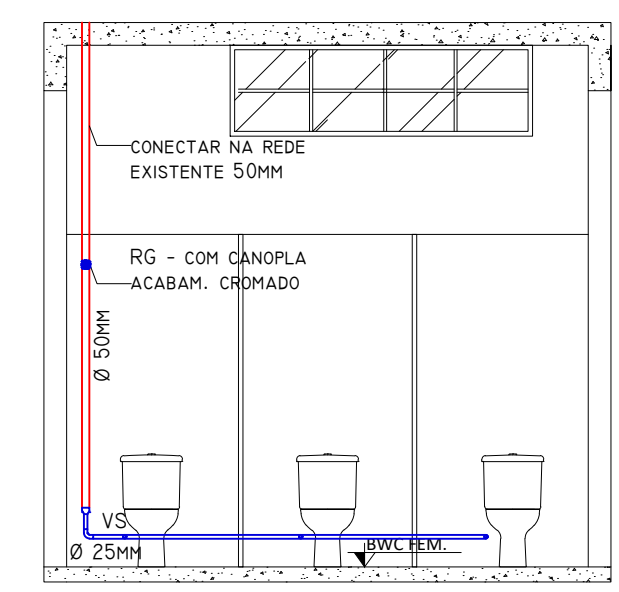 CONECTAR NA REDE
EXISTENTE 50MM
RG - COM CANOPLA
ACABAM. CROMADO
Ø 50MM
VS
Ø 25MM
BWC FEM.